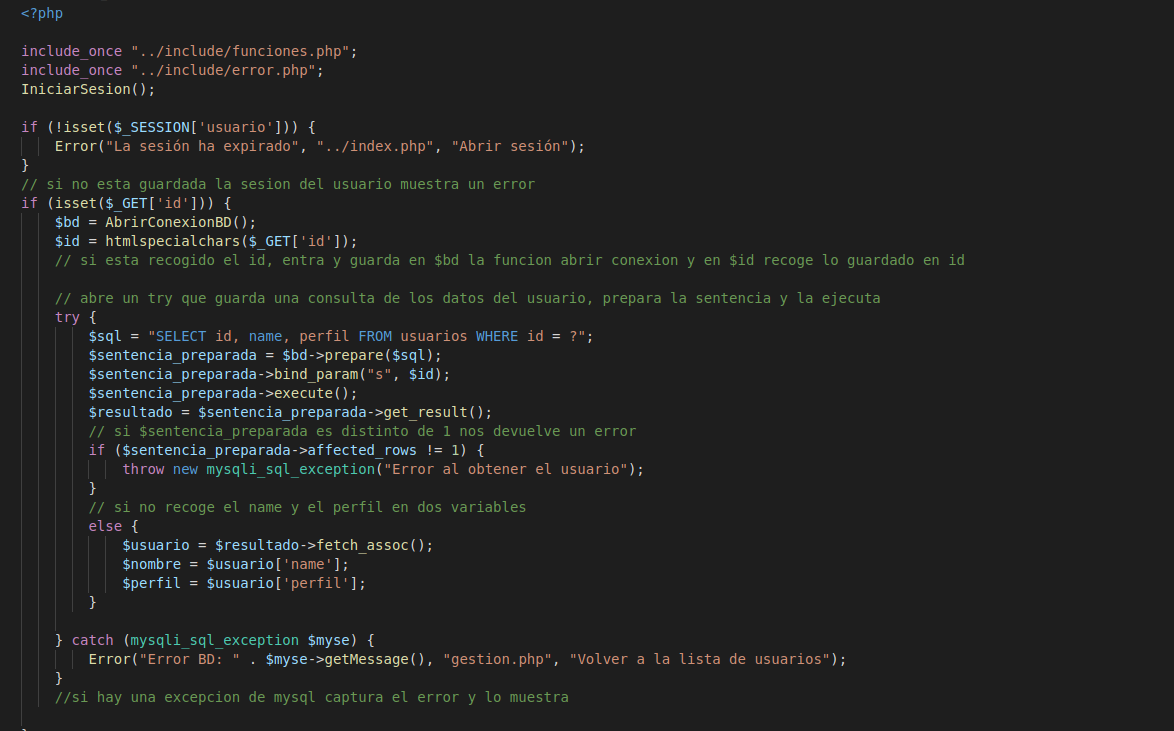 <?php
include_once "../include/funciones.php";
include_once "../include/error.php";
IniciarSesion();
if (!isset($_SESSION['usuario'])) {
Error("La sesión ha expirado", "../index.php", "Abrir sesión");
}
// si no esta guardada la sesion del usuario muestra un error
if (isset($_GET['id'])) {
$bd = AbrirConexionBD();
$id = htmlspecialchars($_GET['id']);
// si esta recogido el id, entra y guarda en $bd la funcion abrir conexion y en $id recoge lo guardado en id
// abre un try que guarda una consulta de los datos del usuario, prepara la sentencia y la ejecuta
try {
$sql = "SELECT id, name, perfil FROM usuarios WHERE id = ?";
$sentencia_preparada = $bd->prepare($sql);
$sentencia_preparada->bind_param("s", $id);
$sentencia_preparada->execute();
$resultado = $sentencia_preparada->get_result();
// si $sentencia_preparada es distinto de 1 nos devuelve un error
if ($sentencia_preparada->affected_rows != 1) {
throw new mysqli_sql_exception("Error al obtener el usuario");
}
// si no recoge el name y el perfil en dos variables
else {
$usuario = $resultado->fetch_assoc();
$nombre = $usuario['name'];
$perfil = $usuario['perfil'];
}
} catch (mysqli_sql_exception $myse) {
Error("Error BD: " . $myse->getMessage(), "gestion.php", "Volver a la lista de usuarios");
}
//si hay una excepcion de mysql captura el error y lo muestra